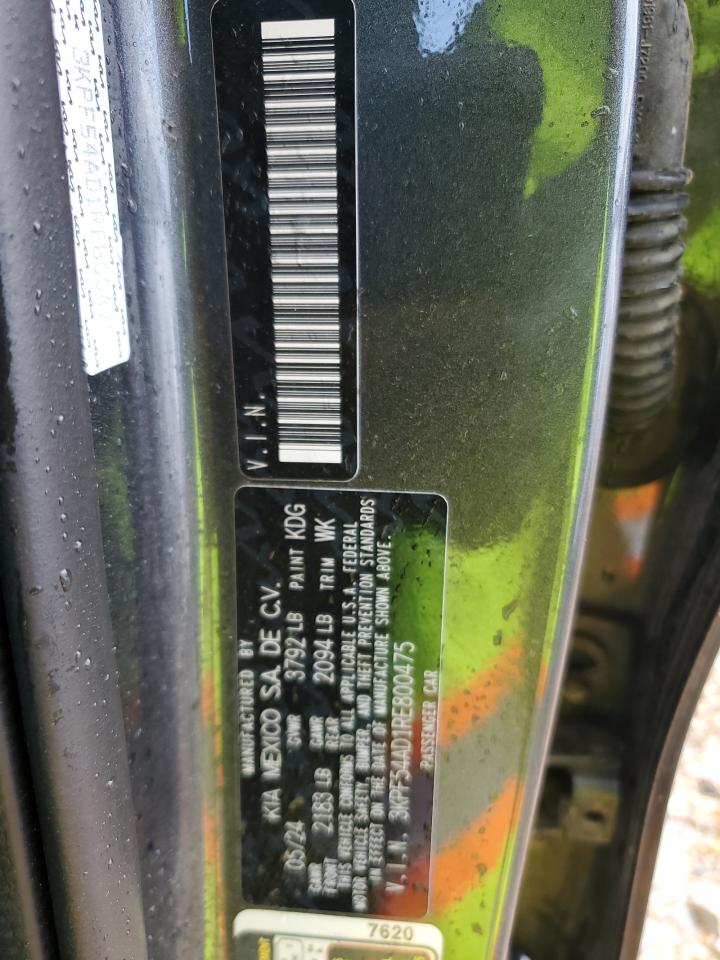 V.I.N.
MANUFACTURED BY
KIA MEXICO S.A. DE C.V.
05/24 GVWR 3792 LB PAINT KDG
GAWR FRONT 2183 LB GAWR REAR 2094 LB TRIM WK
THIS VEHICLE CONFORMS TO ALL APPLICABLE U.S.A. FEDERAL
MOTOR VEHICLE SAFETY, BUMPER, AND THEFT PREVENTION STANDARDS
IN EFFECT ON THE DATE OF MANUFACTURE SHOWN ABOVE.
V.I.N. 3KPF54AD1RE800475
PASSENGER CAR
7620
3KPF54AD1